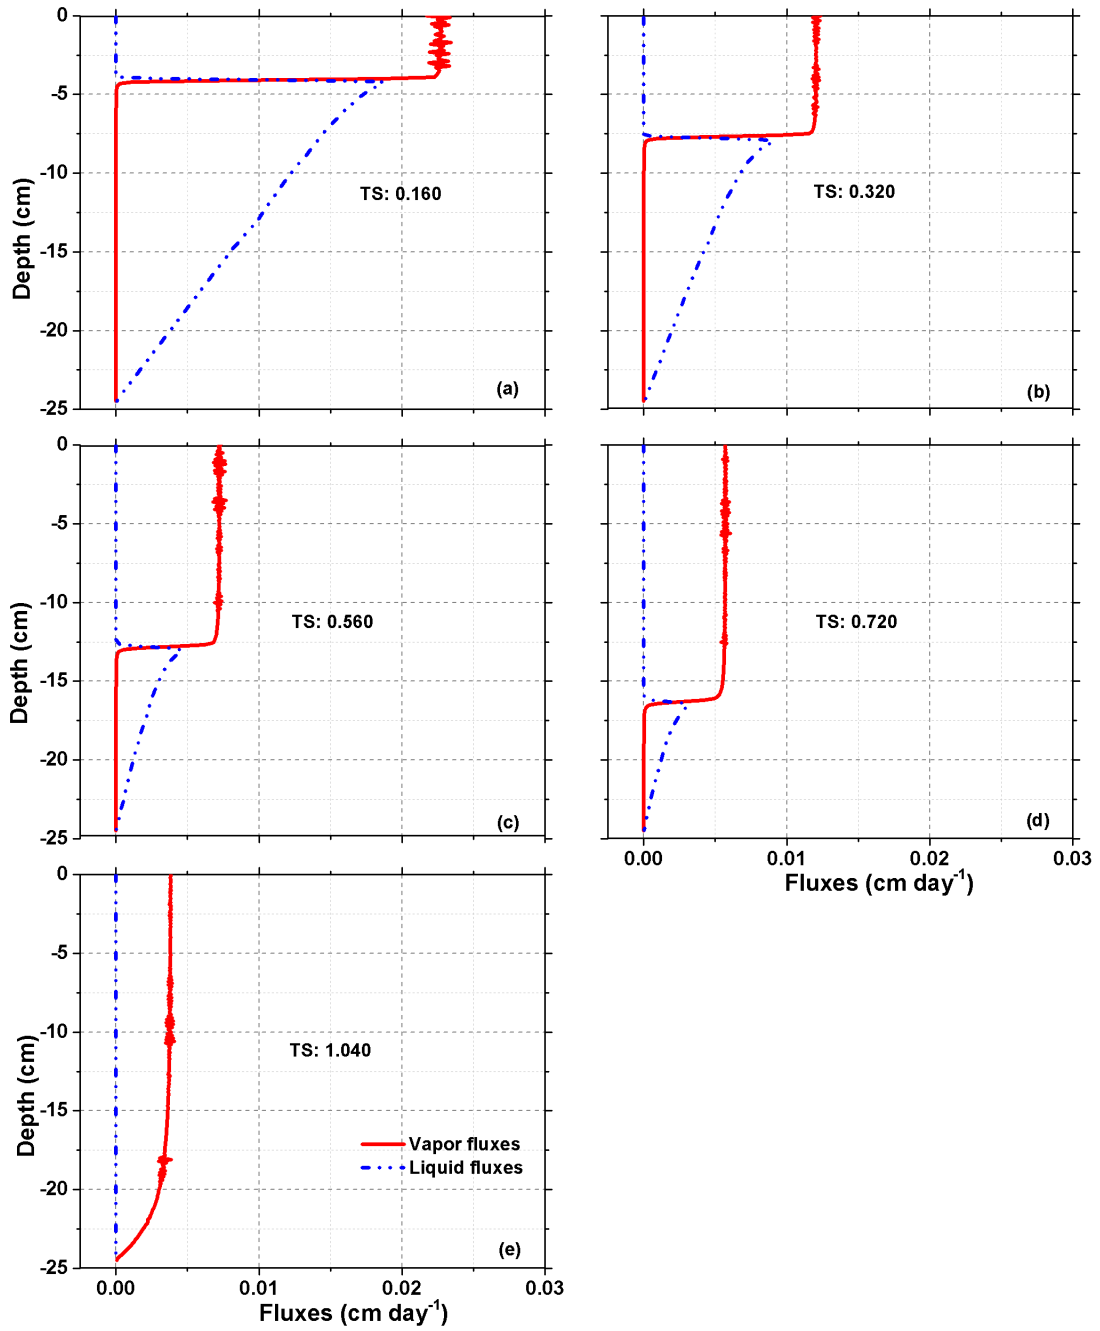 0
-5
-10
-15
-20
-25
Depth (cm)
TS: 0.160
(a)
0
-5
-10
-15
-20
-25
TS: 0.320
(b)
0
-5
-10
-15
-20
-25
Depth (cm)
TS: 0.560
(c)
0
-5
-10
-15
-20
-25
TS: 0.720
(d)
0.00 0.01 0.02 0.03
Fluxes (cm day-1)
0
-5
-10
-15
-20
-25
Depth (cm)
TS: 1.040
Vapor fluxes
Liquid fluxes
(e)
0.00 0.01 0.02 0.03
Fluxes (cm day-1)